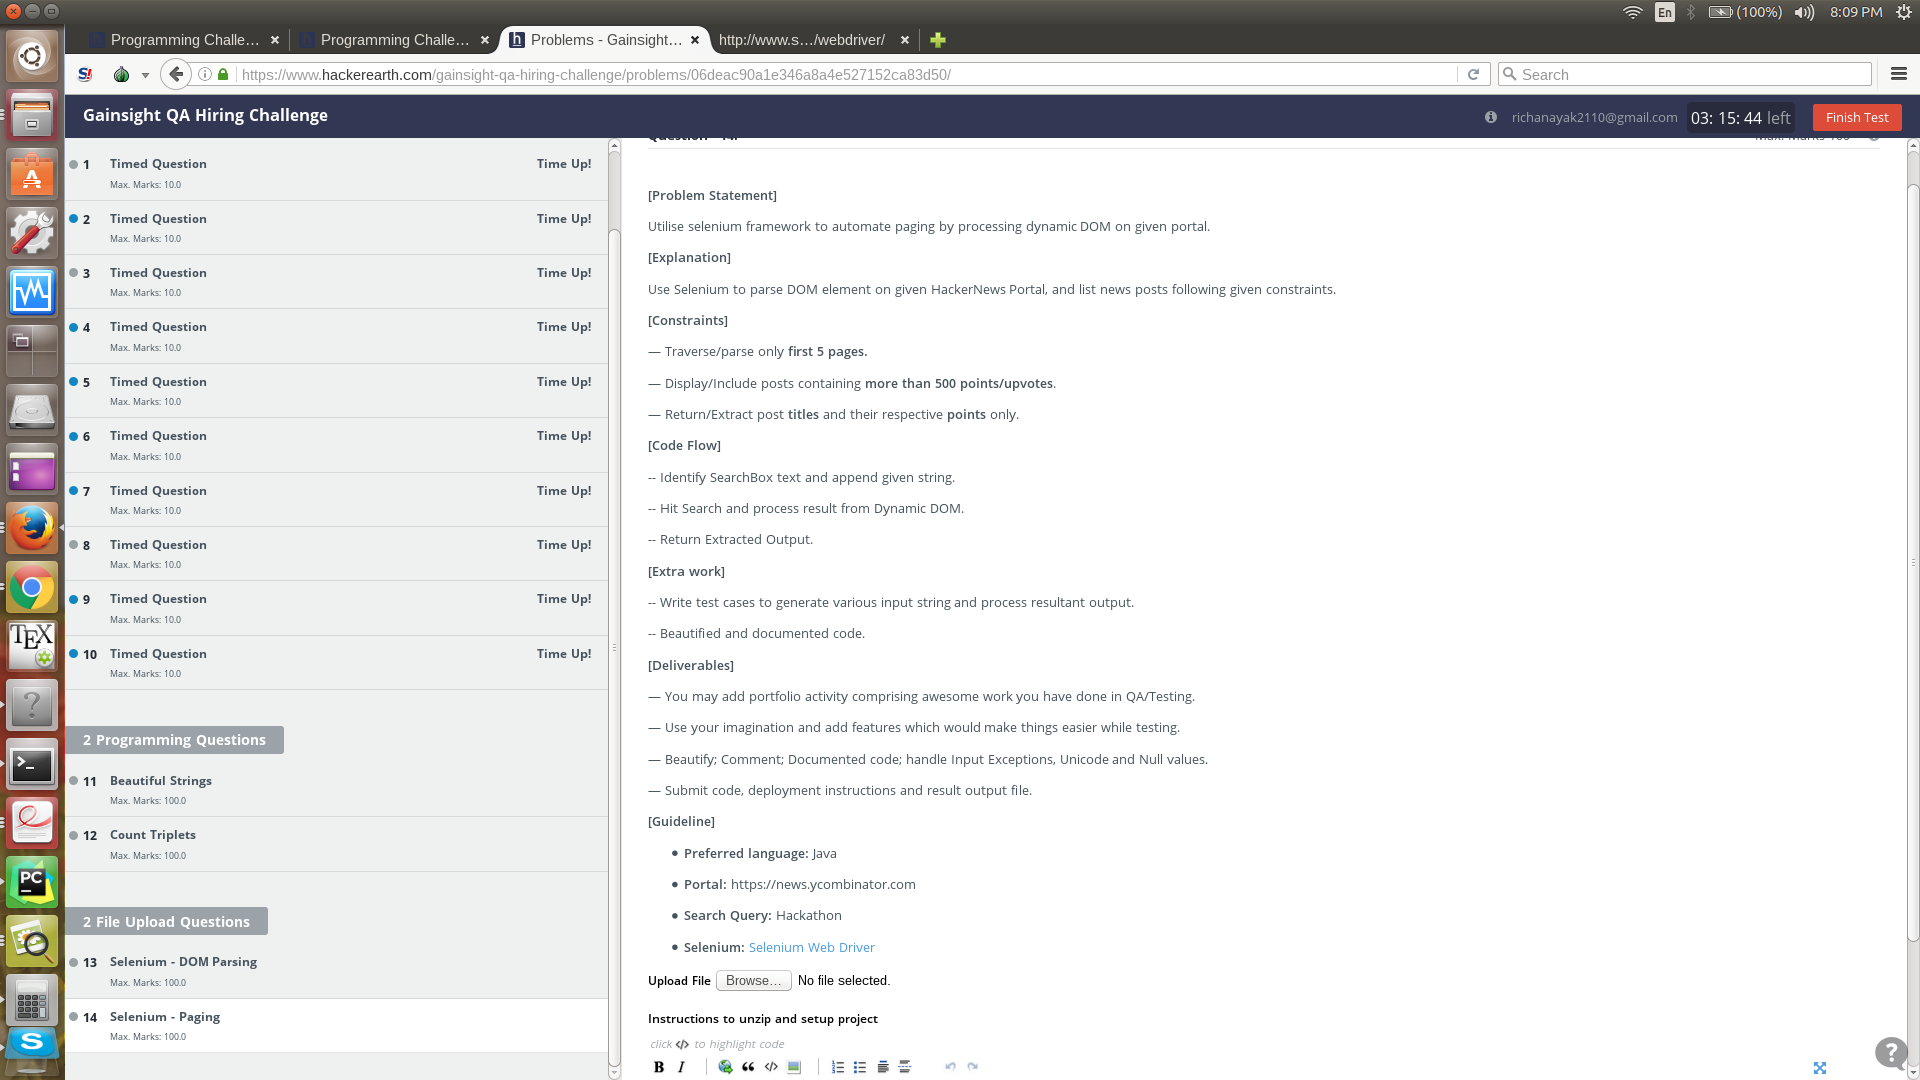 En
(100%)
8:09 PM
Programming Challe...
Programming Challe...
Problems - Gainsight...
http://www.s.../webdriver/
https://www.hackerearth.com/gainsight-qa-hiring-challenge/problems/06deac90a1e346a8a4e527152ca83d50/
Search
Gainsight QA Hiring Challenge
richanayak2110@gmail.com
03: 15: 44 left
Finish Test
1 Timed Question Time Up!
Max. Marks: 10.0
2 Timed Question Time Up!
Max. Marks: 10.0
3 Timed Question Time Up!
Max. Marks: 10.0
4 Timed Question Time Up!
Max. Marks: 10.0
5 Timed Question Time Up!
Max. Marks: 10.0
6 Timed Question Time Up!
Max. Marks: 10.0
7 Timed Question Time Up!
Max. Marks: 10.0
8 Timed Question Time Up!
Max. Marks: 10.0
9 Timed Question Time Up!
Max. Marks: 10.0
10 Timed Question Time Up!
Max. Marks: 10.0
2 Programming Questions
11 Beautiful Strings
Max. Marks: 100.0
12 Count Triplets
Max. Marks: 100.0
2 File Upload Questions
13 Selenium - DOM Parsing
Max. Marks: 100.0
14 Selenium - Paging
Max. Marks: 100.0
[Problem Statement]
Utilise selenium framework to automate paging by processing dynamic DOM on given portal.
[Explanation]
Use Selenium to parse DOM element on given HackerNews Portal, and list news posts following given constraints.
[Constraints]
— Traverse/parse only first 5 pages.
— Display/Include posts containing more than 500 points/upvotes.
— Return/Extract post titles and their respective points only.
[Code Flow]
-- Identify SearchBox text and append given string.
-- Hit Search and process result from Dynamic DOM.
-- Return Extracted Output.
[Extra work]
-- Write test cases to generate various input string and process resultant output.
-- Beautified and documented code.
[Deliverables]
— You may add portfolio activity comprising awesome work you have done in QA/Testing.
— Use your imagination and add features which would make things easier while testing.
— Beautify; Comment; Documented code; handle Input Exceptions, Unicode and Null values.
— Submit code, deployment instructions and result output file.
[Guideline]
• Preferred language: Java
• Portal: https://news.ycombinator.com
• Search Query: Hackathon
• Selenium: Selenium Web Driver
Upload File Browse... No file selected.
Instructions to unzip and setup project
click </> to highlight code
B I
TEX
PC